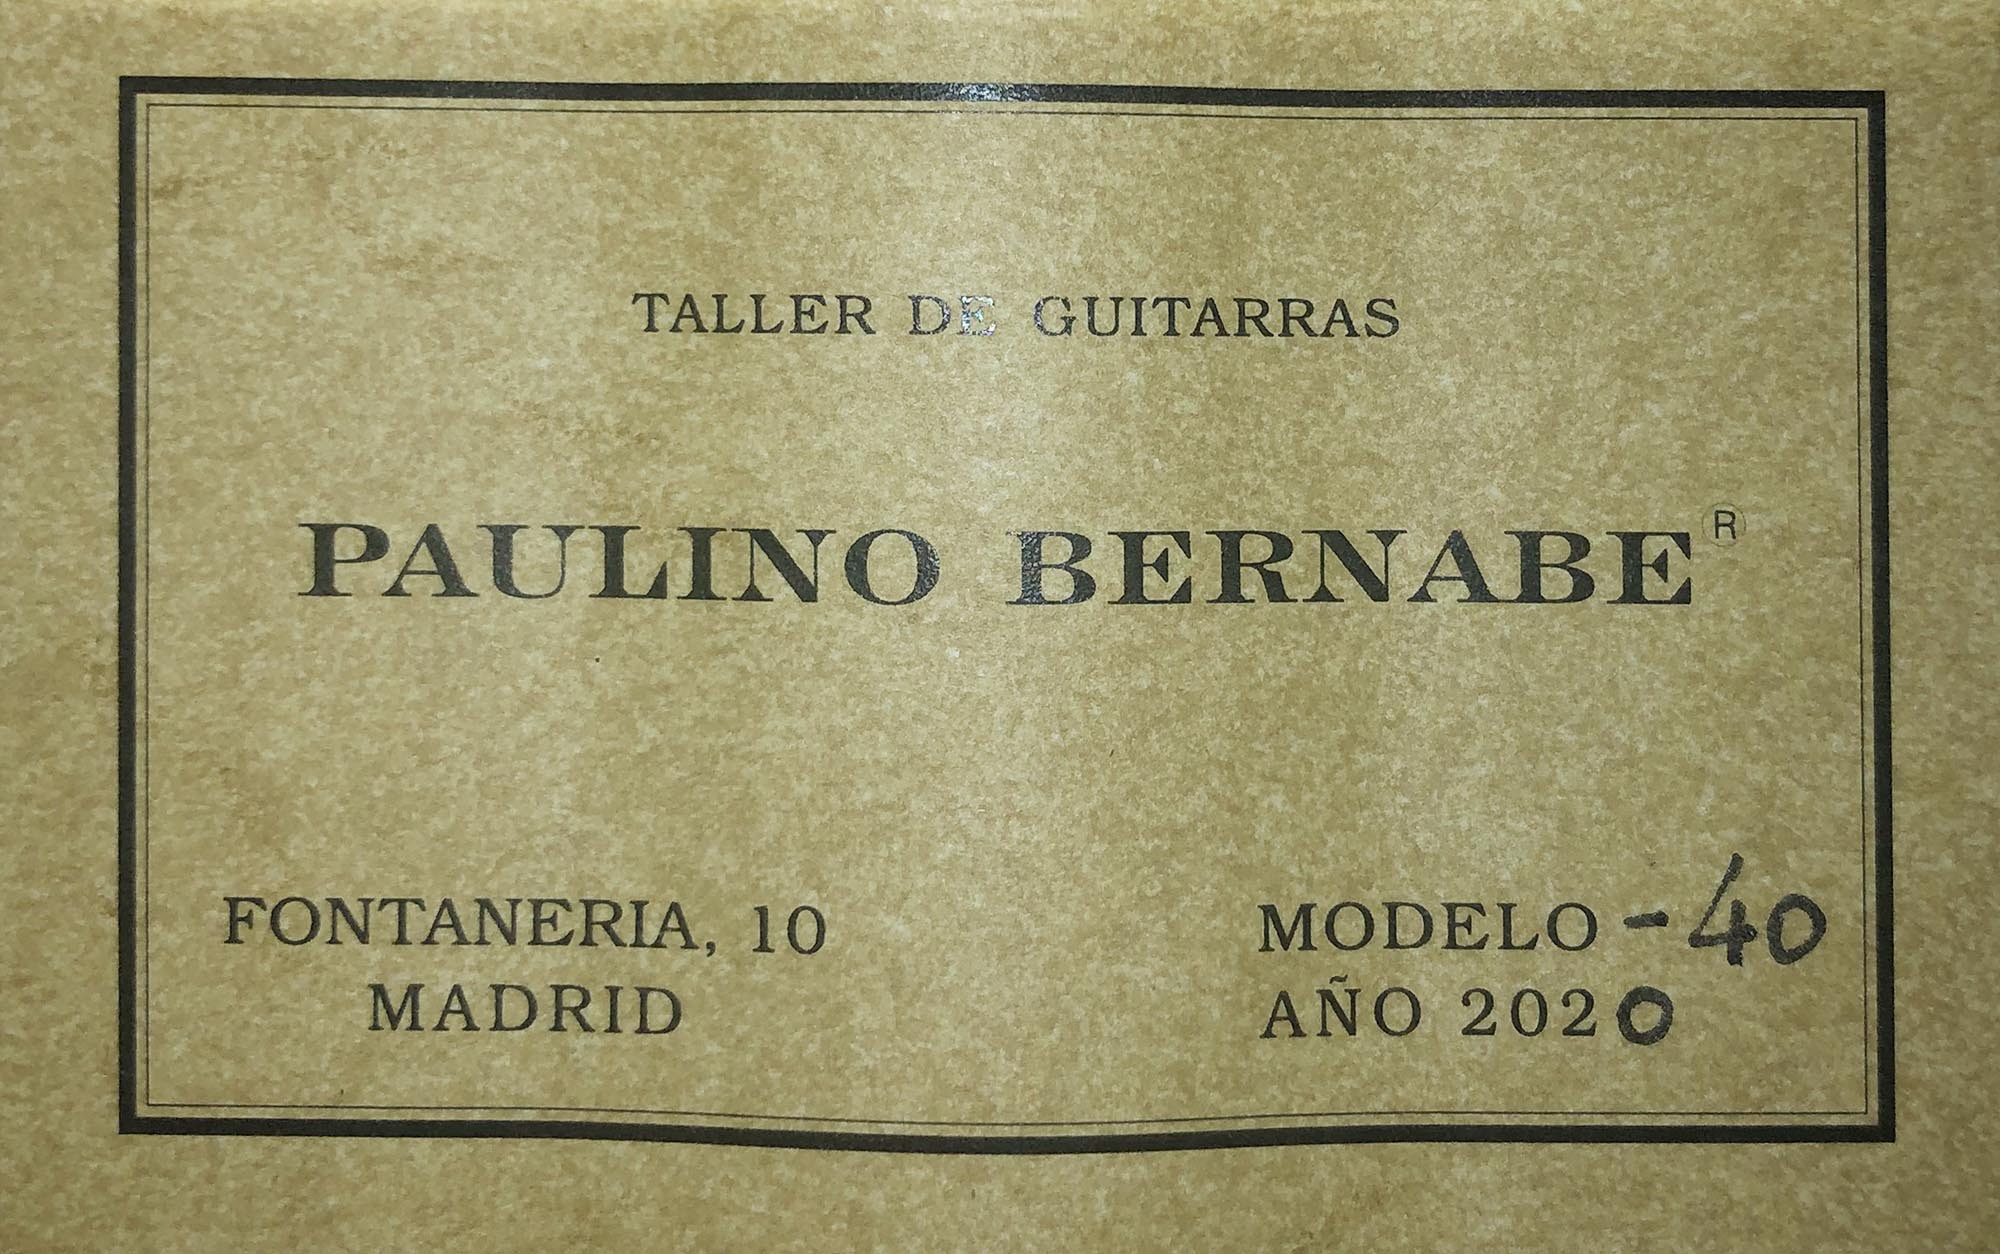 TALLER DE GUITARRAS
PAULINO BERNABE®
FONTANERIA, 10
MADRID
MODELO -40
AÑO 2020